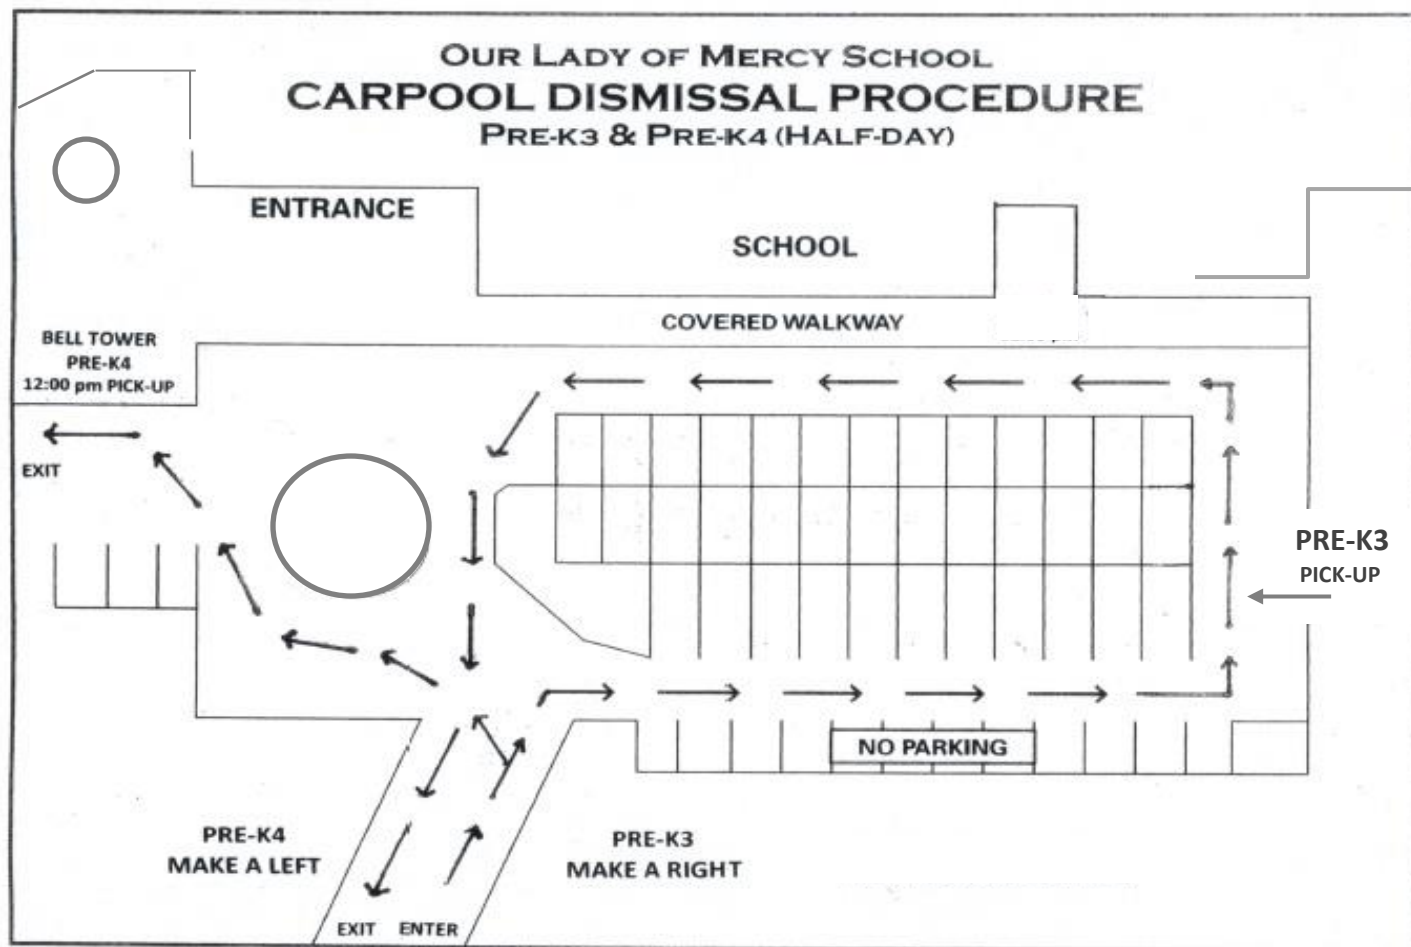 OUR LADY OF MERCY SCHOOL
CARPOOL DISMISSAL PROCEDURE
PRE-K3 & PRE-K4 (HALF-DAY)
ENTRANCE
SCHOOL
COVERED WALKWAY
BELL TOWER
PRE-K4
12:00 pm PICK-UP
EXIT
PRE-K3
PICK-UP
NO PARKING
PRE-K4
MAKE A LEFT
PRE-K3
MAKE A RIGHT
EXIT ENTER